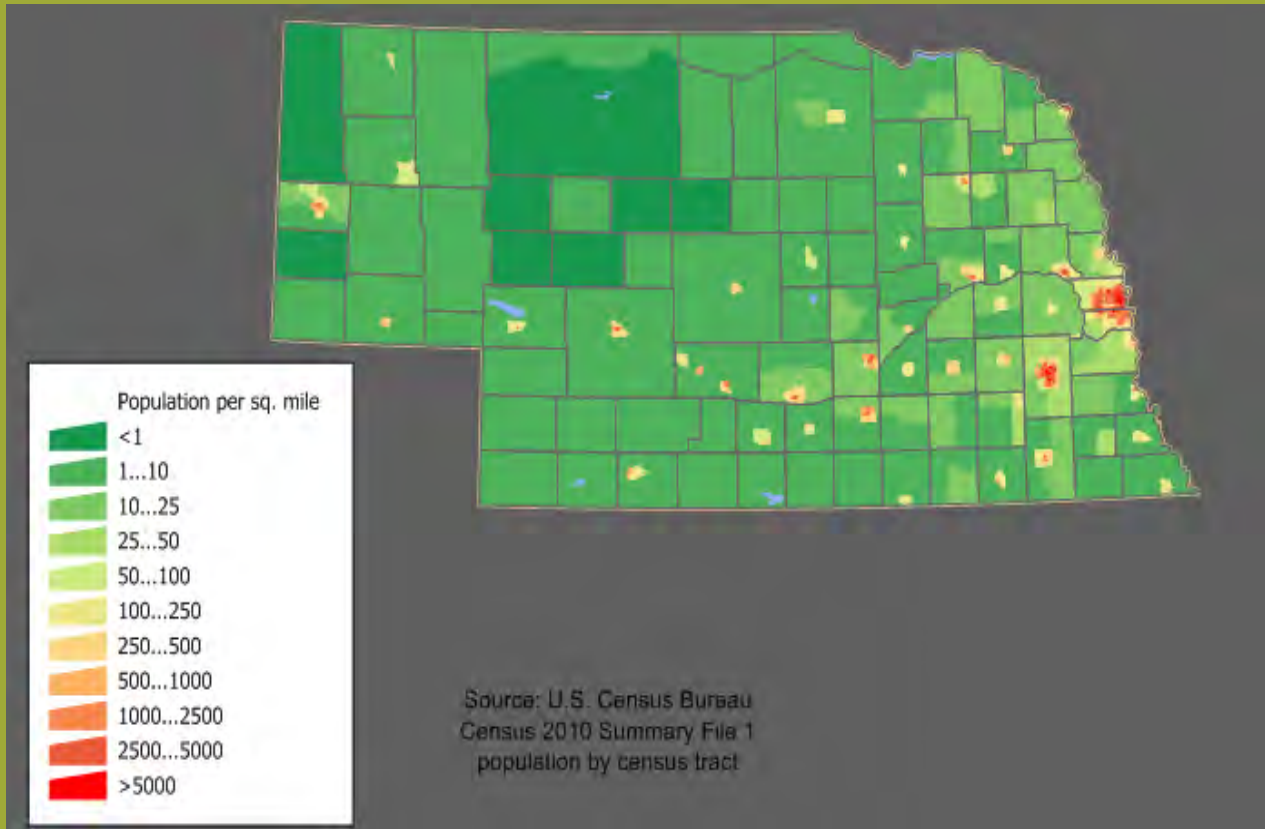 Population per sq. mile
<1
1...10
10...25
25...50
50...100
100...250
250...500
500...1000
1000...2500
2500...5000
>5000
Source: U.S. Census Bureau
Census 2010 Summary File 1
population by census tract